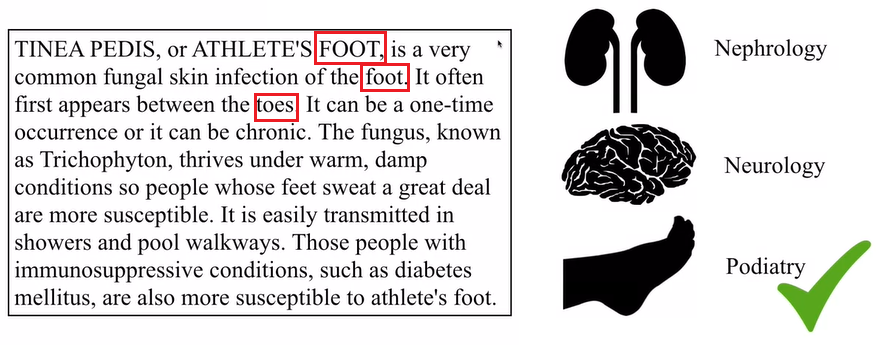 TINEA PEDIS, or ATHLETE'S FOOT, is a very
common fungal skin infection of the foot. It often
first appears between the toes. It can be a one-time
occurrence or it can be chronic. The fungus, known
as Trichophyton, thrives under warm, damp
conditions so people whose feet sweat a great deal
are more susceptible. It is easily transmitted in
showers and pool walkways. Those people with
immunosuppressive conditions, such as diabetes
mellitus, are also more susceptible to athlete's foot.
Nephrology
Neurology
Podiatry